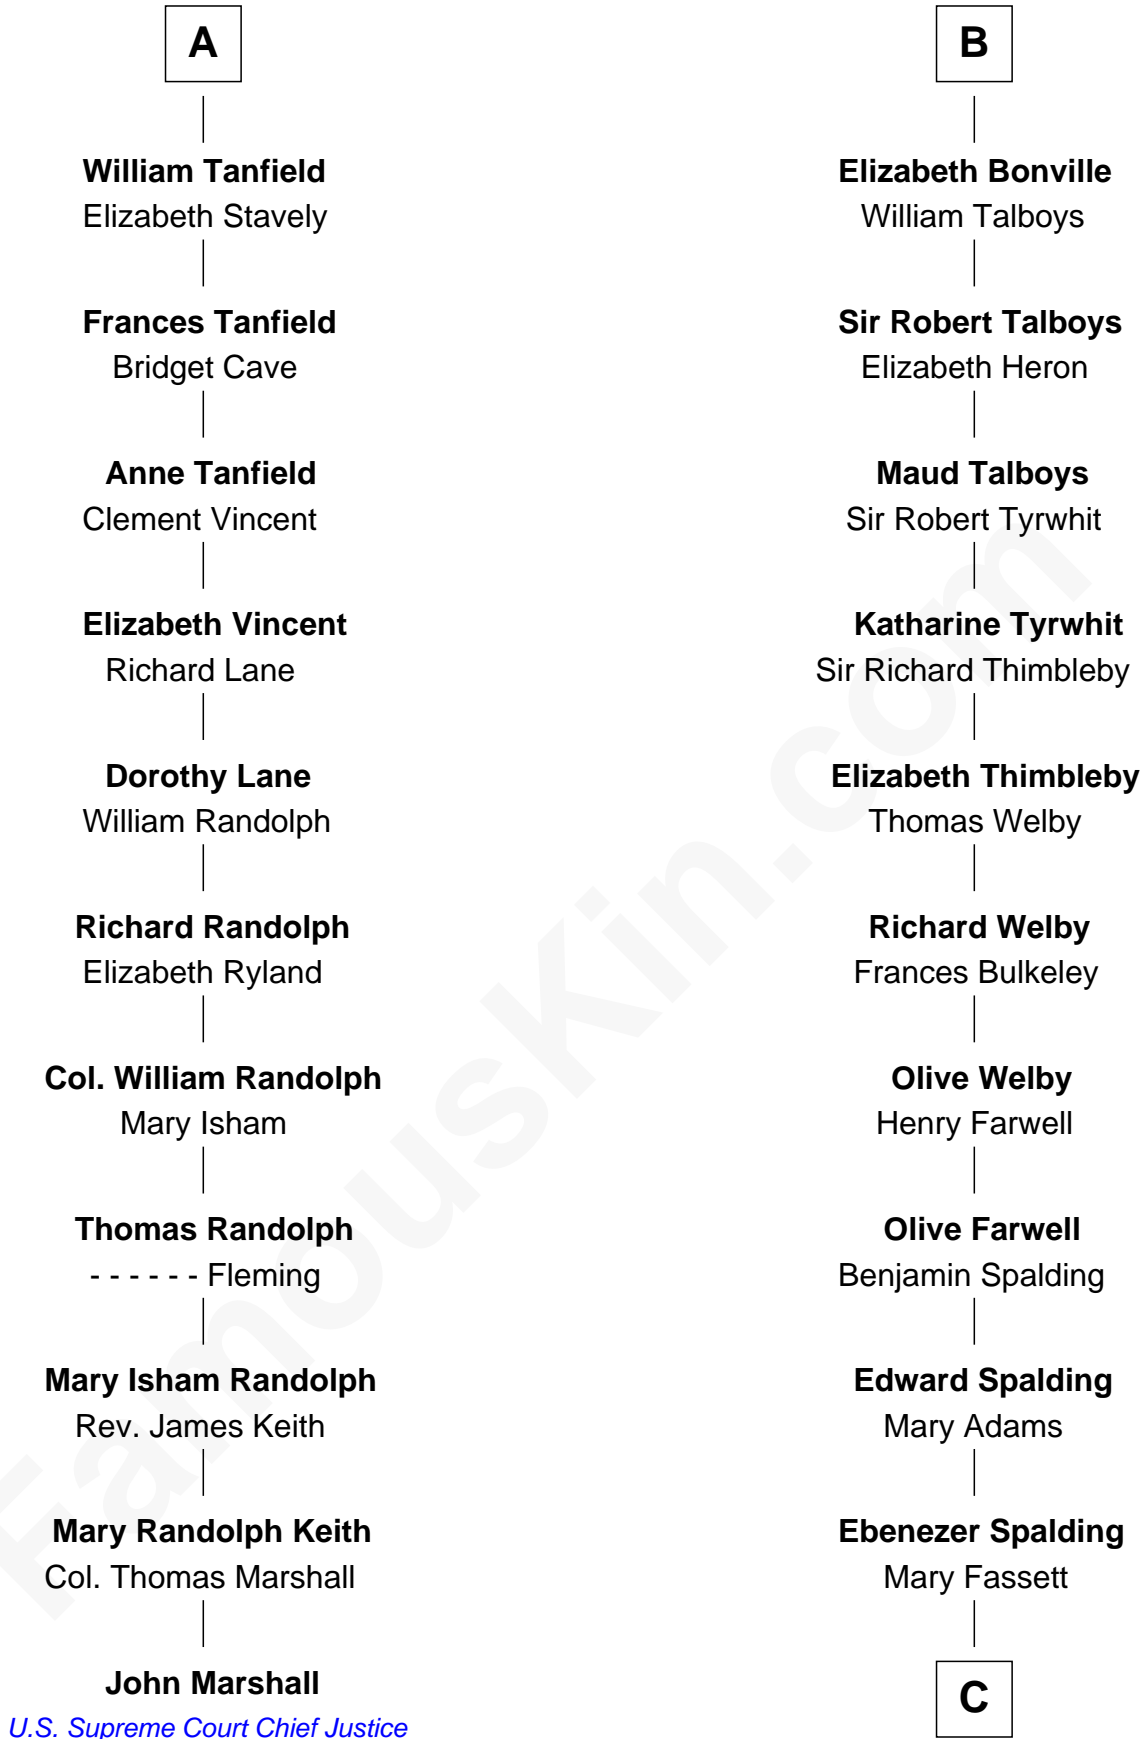 A
William Tanfield
Elizabeth Stavely
Frances Tanfield
Bridget Cave
Anne Tanfield
Clement Vincent
Elizabeth Vincent
Richard Lane
Dorothy Lane
William Randolph
Richard Randolph
Elizabeth Ryland
Col. William Randolph
Mary Isham
Thomas Randolph
- - - - - - Fleming
Mary Isham Randolph
Rev. James Keith
Mary Randolph Keith
Col. Thomas Marshall
John Marshall
U.S. Supreme Court Chief Justice
B
Elizabeth Bonville
William Talboys
Sir Robert Talboys
Elizabeth Heron
Maud Talboys
Sir Robert Tyrwhit
Katharine Tyrwhit
Sir Richard Thimbleby
Elizabeth Thimbleby
Thomas Welby
Richard Welby
Frances Bulkeley
Olive Welby
Henry Farwell
Olive Farwell
Benjamin Spalding
Edward Spalding
Mary Adams
Ebenezer Spalding
Mary Fassett
C
FamousKin.com